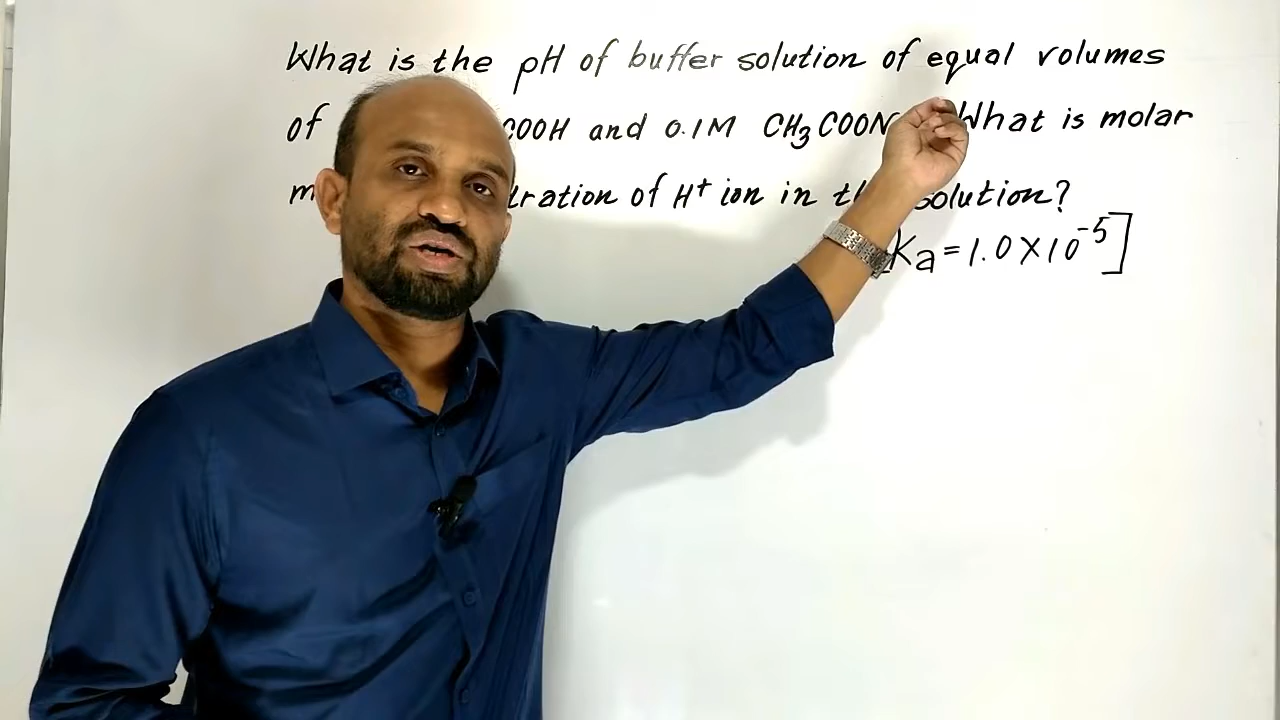 What is the pH of buffer solution of equal volumes
of COOH and 0.1M CH₃COON What is molar
m tration of H⁺ ion in th solution?
[Ka = 1.0 X 10⁻⁵]